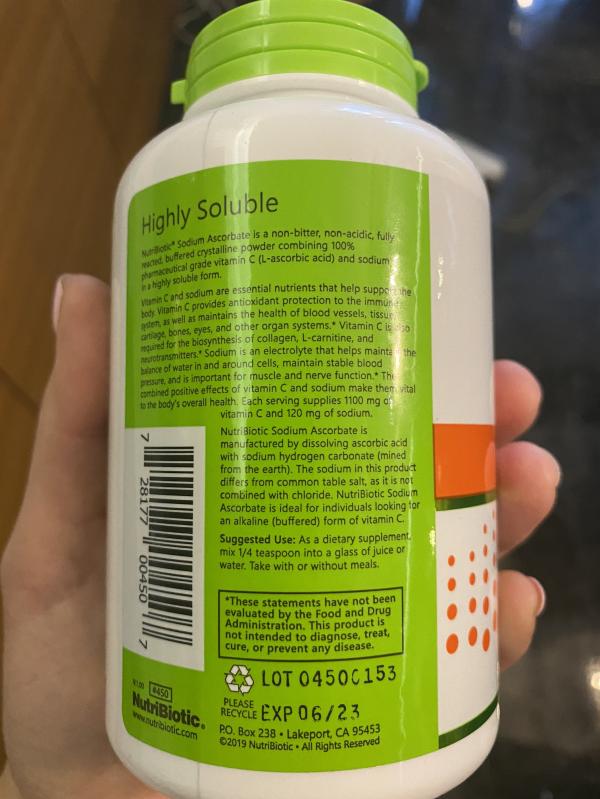 Highly Soluble
NutriBiotic® Sodium Ascorbate is a non-bitter, non-acidic, fully
reacted, buffered crystalline powder combining 100%
pharmaceutical grade vitamin C (L-ascorbic acid) and sodium
in a highly soluble form.
Vitamin C and sodium are essential nutrients that help support the
body. Vitamin C provides antioxidant protection to the immune
system, as well as maintains the health of blood vessels, tissue,
cartilage, bones, eyes, and other organ systems.* Vitamin C is also
required for the biosynthesis of collagen, L-carnitine, and
neurotransmitters.* Sodium is an electrolyte that helps maintain the
balance of water in and around cells, maintain stable blood
pressure, and is important for muscle and nerve function.* The
combined positive effects of vitamin C and sodium make them vital
to the body's overall health. Each serving supplies 1100 mg of
vitamin C and 120 mg of sodium.
NutriBiotic Sodium Ascorbate is
manufactured by dissolving ascorbic acid
with sodium hydrogen carbonate (mined
from the earth). The sodium in this product
differs from common table salt, as it is not
combined with chloride. NutriBiotic Sodium
Ascorbate is ideal for individuals looking for
an alkaline (buffered) form of vitamin C.
Suggested Use: As a dietary supplement,
mix 1/4 teaspoon into a glass of juice or
water. Take with or without meals.
*These statements have not been
evaluated by the Food and Drug
Administration. This product is
not intended to diagnose, treat,
cure, or prevent any disease.
7 28177 00450 7
#450
NutriBiotic®
www.nutribiotic.com
PLEASE
RECYCLE
LOT 0450C153
EXP 06/23
P.O. Box 238 • Lakeport, CA 95453
©2019 NutriBiotic • All Rights Reserved